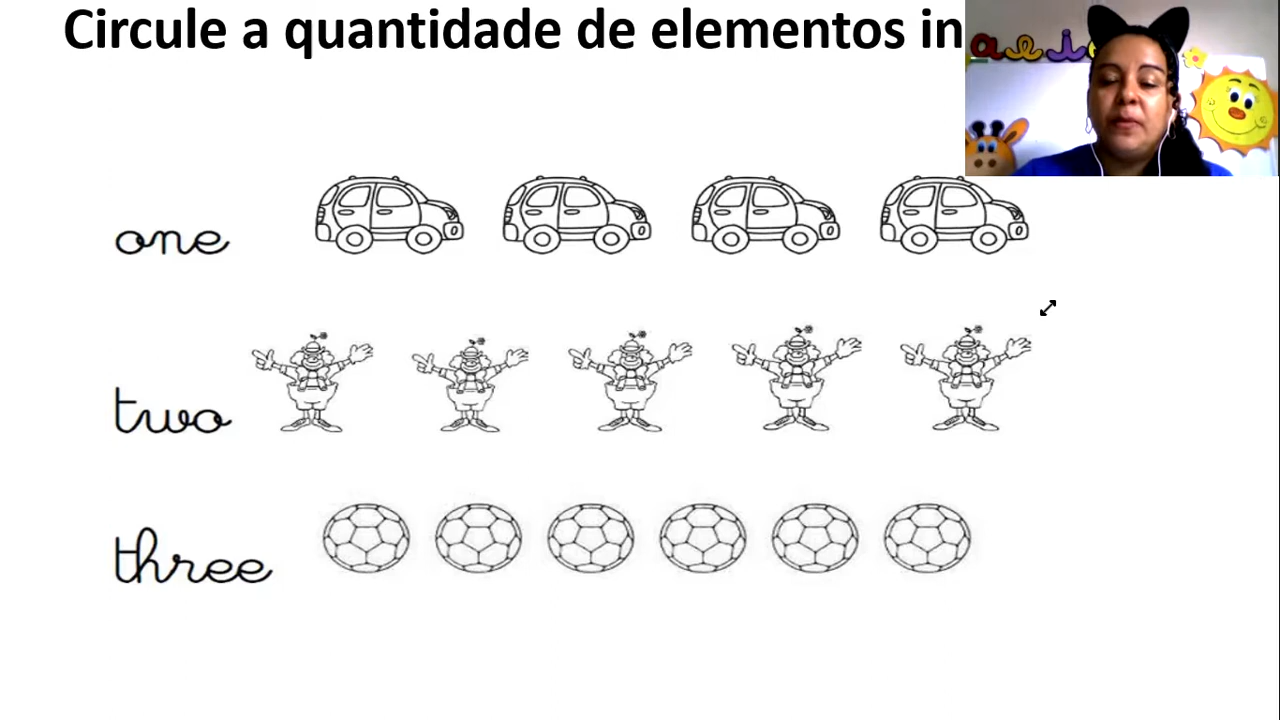 Circule a quantidade de elementos in
a e i
one
two
three